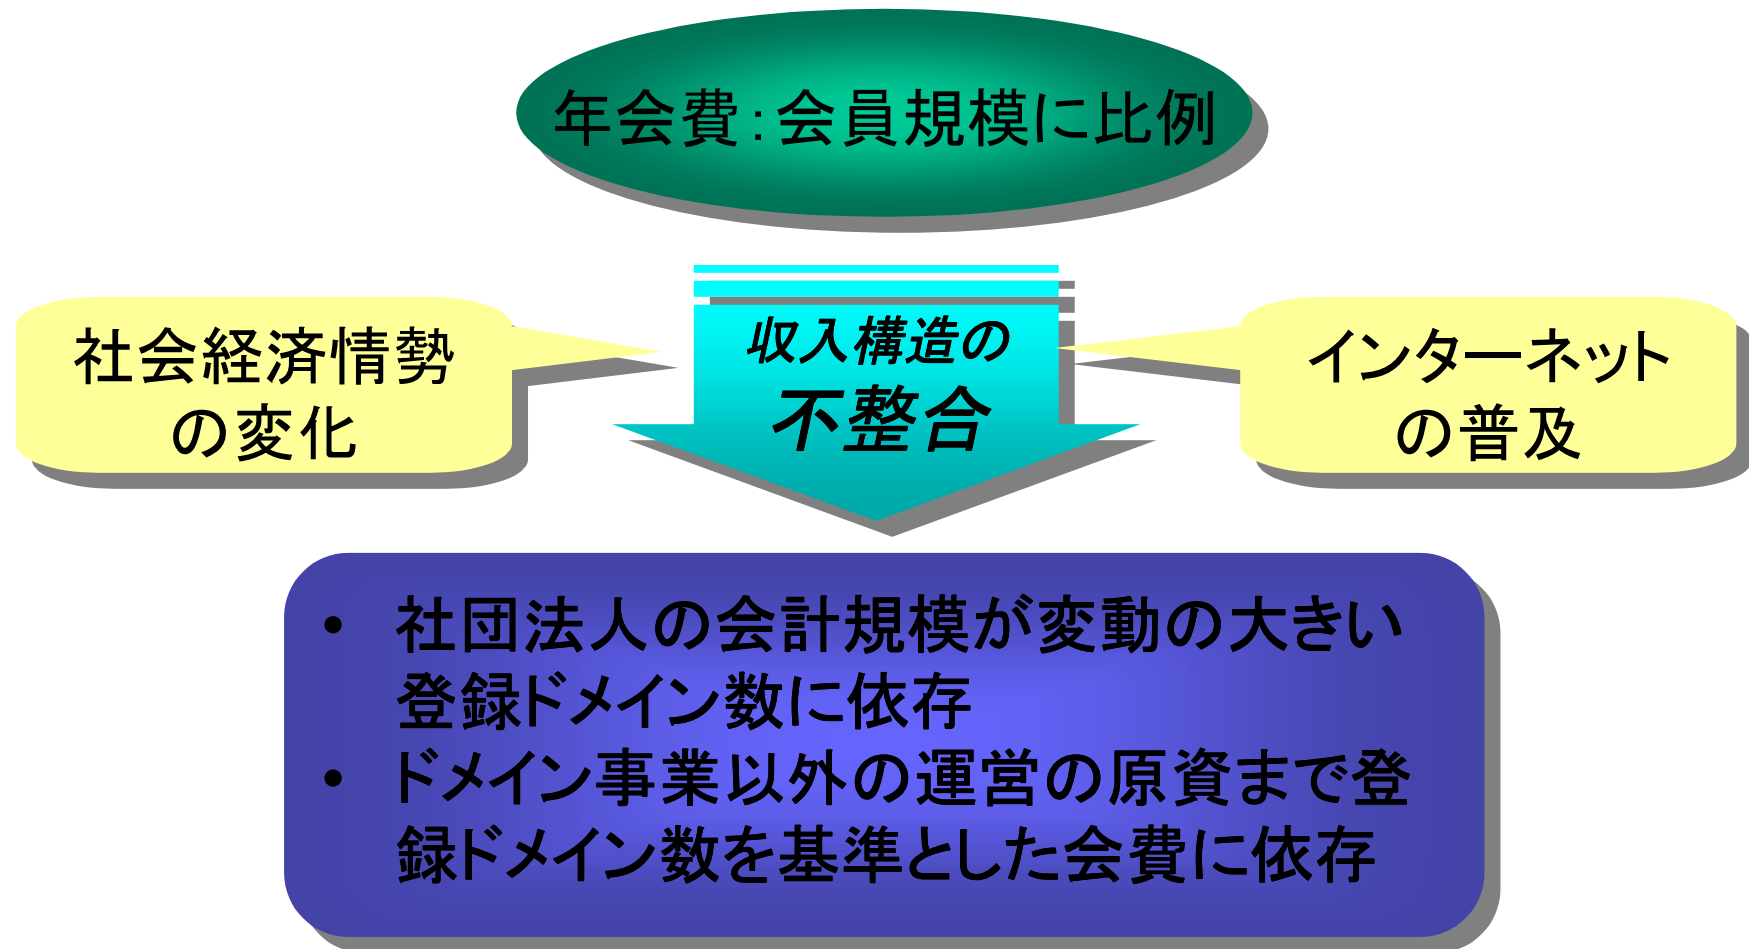 年会費：会員規模に比例
社会経済情勢
の変化
収入構造の
不整合
インターネット
の普及
• 社団法人の会計規模が変動の大きい
登録ドメイン数に依存
• ドメイン事業以外の運営の原資まで登
録ドメイン数を基準とした会費に依存